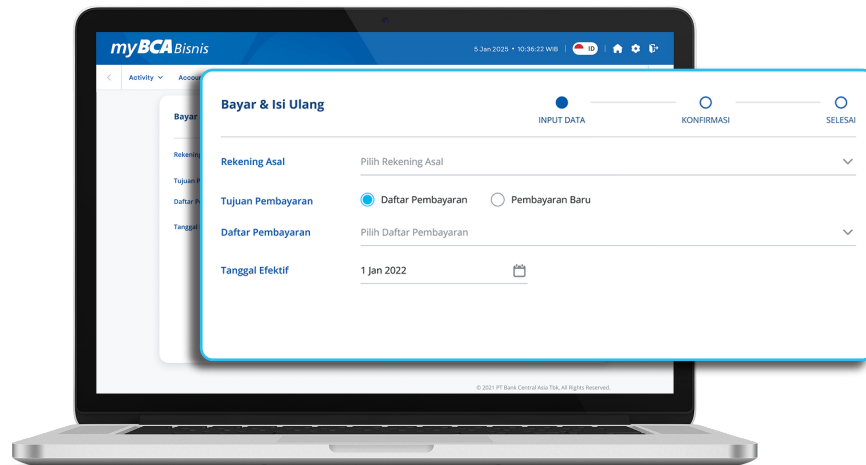 myBCA Bisnis
5 Jan 2025 • 10:36:22 WIB | ID
Activity
Bayar & Isi Ulang
INPUT DATA KONFIRMASI SELESAI
Rekening Asal Pilih Rekening Asal
Tujuan Pembayaran Daftar Pembayaran Pembayaran Baru
Daftar Pembayaran Pilih Daftar Pembayaran
Tanggal Efektif 1 Jan 2022
Bayar
Tanggal
© 2021 PT Bank Central Asia Tbk, All Rights Reserved.